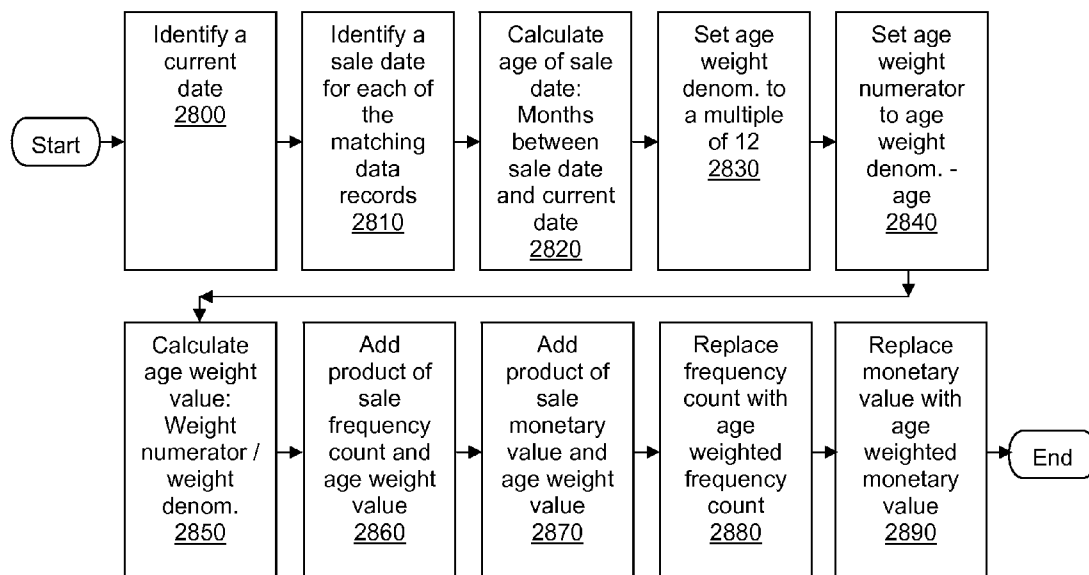 Start
Identify a
current
date
2800
Identify a
sale date
for each of
the
matching
data
records
2810
Calculate
age of sale
date:
Months
between
sale date
and current
date
2820
Set age
weight
denom. to
a multiple
of 12
2830
Set age
weight
numerator
to age
weight
denom. -
age
2840
Calculate
age weight
value:
Weight
numerator /
weight
denom.
2850
Add
product of
sale
frequency
count and
age weight
value
2860
Add
product of
sale
monetary
value and
age weight
value
2870
Replace
frequency
count with
age
weighted
frequency
count
2880
Replace
monetary
value with
age
weighted
monetary
value
2890
End